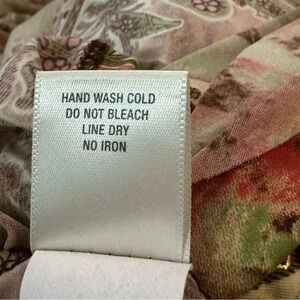 HAND WASH COLD
DO NOT BLEACH
LINE DRY
NO IRON